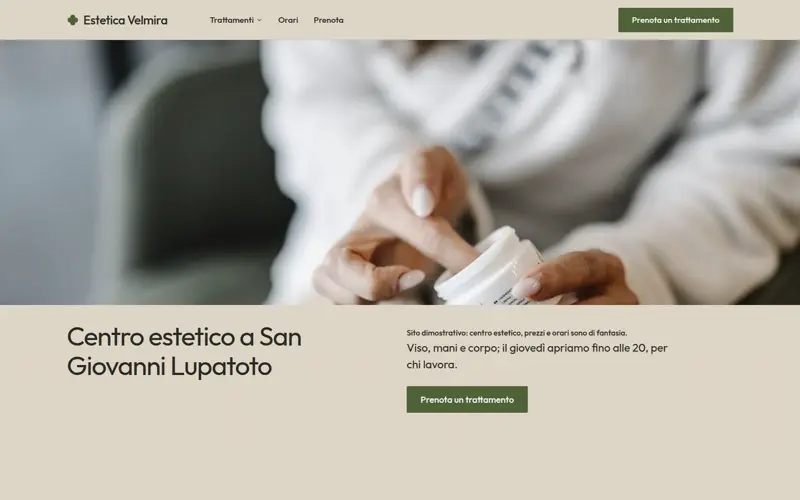 Estetica Velmira
Trattamenti
Orari
Prenota
Prenota un trattamento
Centro estetico a San
Giovanni Lupatoto
Sito dimostrativo: centro estetico, prezzi e orari sono di fantasia.
Viso, mani e corpo; il giovedì apriamo fino alle 20, per
chi lavora.
Prenota un trattamento